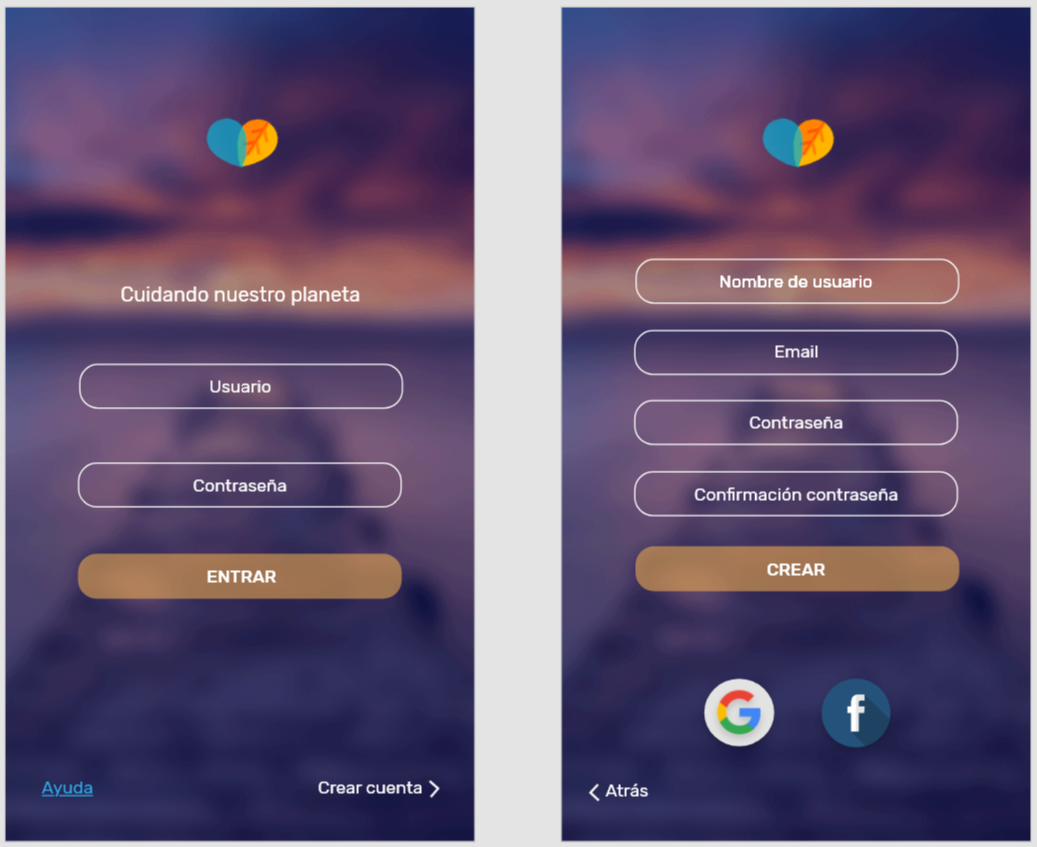 Cuidando nuestro planeta
Usuario
Contraseña
ENTRAR
Ayuda
Crear cuenta
Nombre de usuario
Email
Contraseña
Confirmación contraseña
CREAR
G
f
Atrás